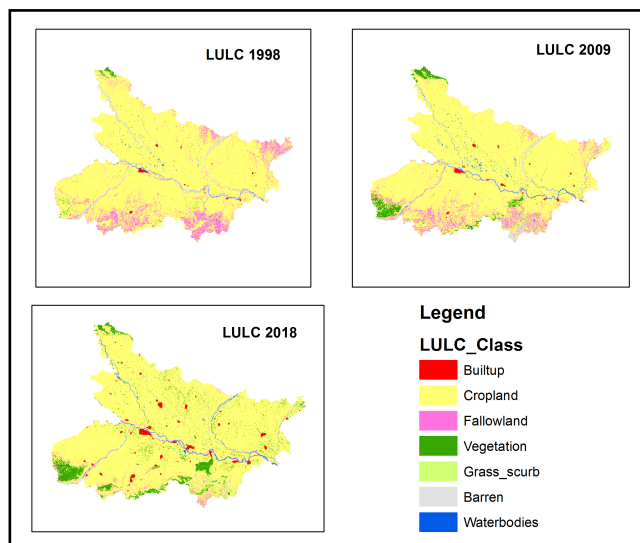 LULC 1998
LULC 2009
LULC 2018
Legend
LULC_Class
Builtup
Cropland
Fallowland
Vegetation
Grass_scurb
Barren
Waterbodies